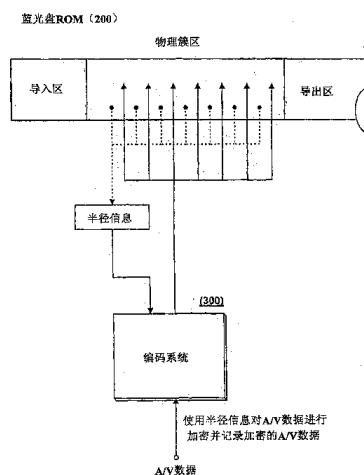 蓝光盘ROM（200）
物理簇区
导入区
导出区
半径信息
(300)
编码系统
使用半径信息对A/V数据进行
加密并记录加密的A/V数据
A/V数据